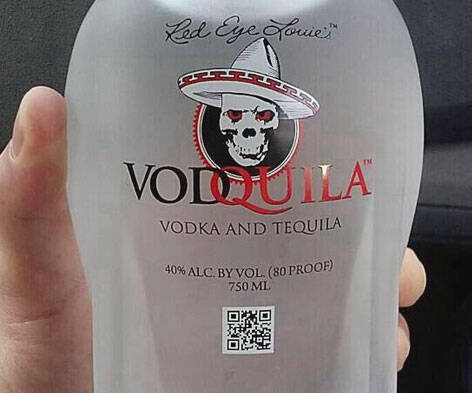 Red Eye Louie's™
VODQUILA™
VODKA AND TEQUILA
40% ALC. BY VOL. (80 PROOF)
750 ML